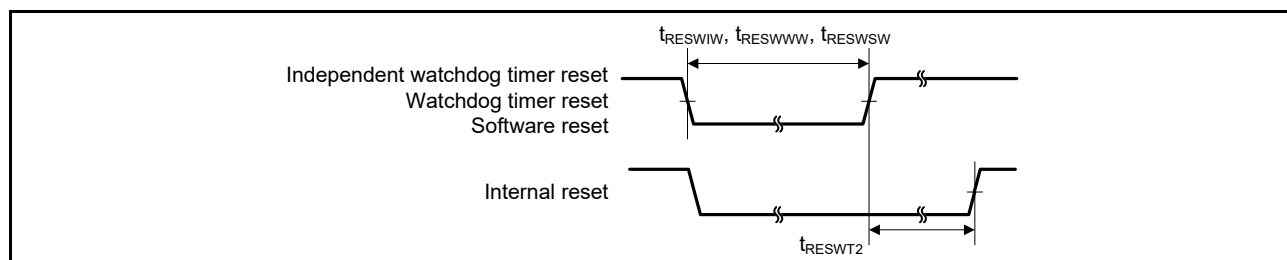 tRESWIW, tRESWWW, tRESWSW
Independent watchdog timer reset
Watchdog timer reset
Software reset
Internal reset
tRESWT2